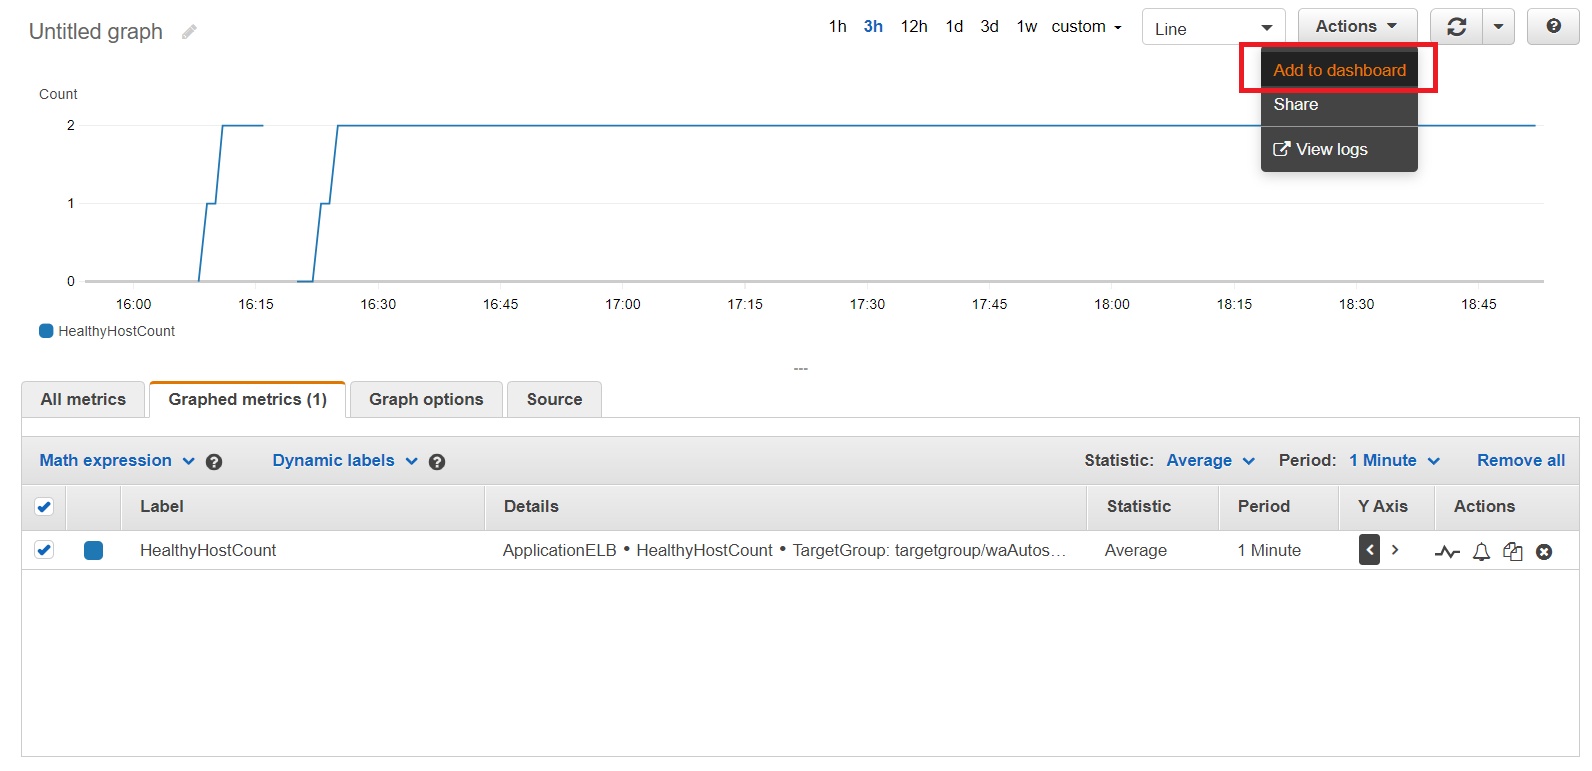 Untitled graph
1h 3h 12h 1d 3d 1w custom
Line
Actions
Add to dashboard
Share
View logs
Count
2
1
0
16:00 16:15 16:30 16:45 17:00 17:15 17:30 17:45 18:00 18:15 18:30 18:45
HealthyHostCount
All metrics
Graphed metrics (1)
Graph options
Source
Math expression
Dynamic labels
Statistic: Average
Period: 1 Minute
Remove all
Label Details Statistic Period Y Axis Actions
HealthyHostCount ApplicationELB • HealthyHostCount • TargetGroup: targetgroup/waAutos... Average 1 Minute